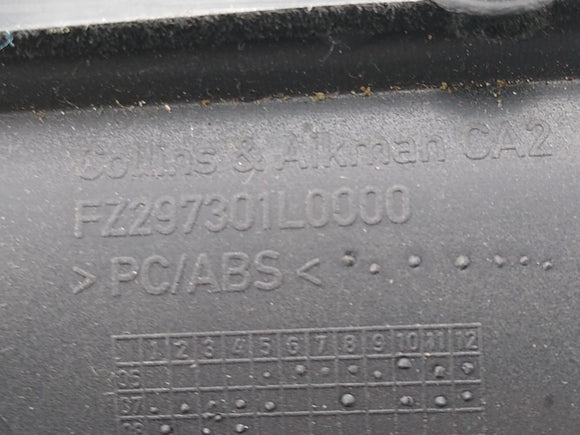 Collins & Aikman CA2
FZ297301L0000
> PC/ABS <
1 2 3 4 5 6 7 8 9 10 11 12
06
07